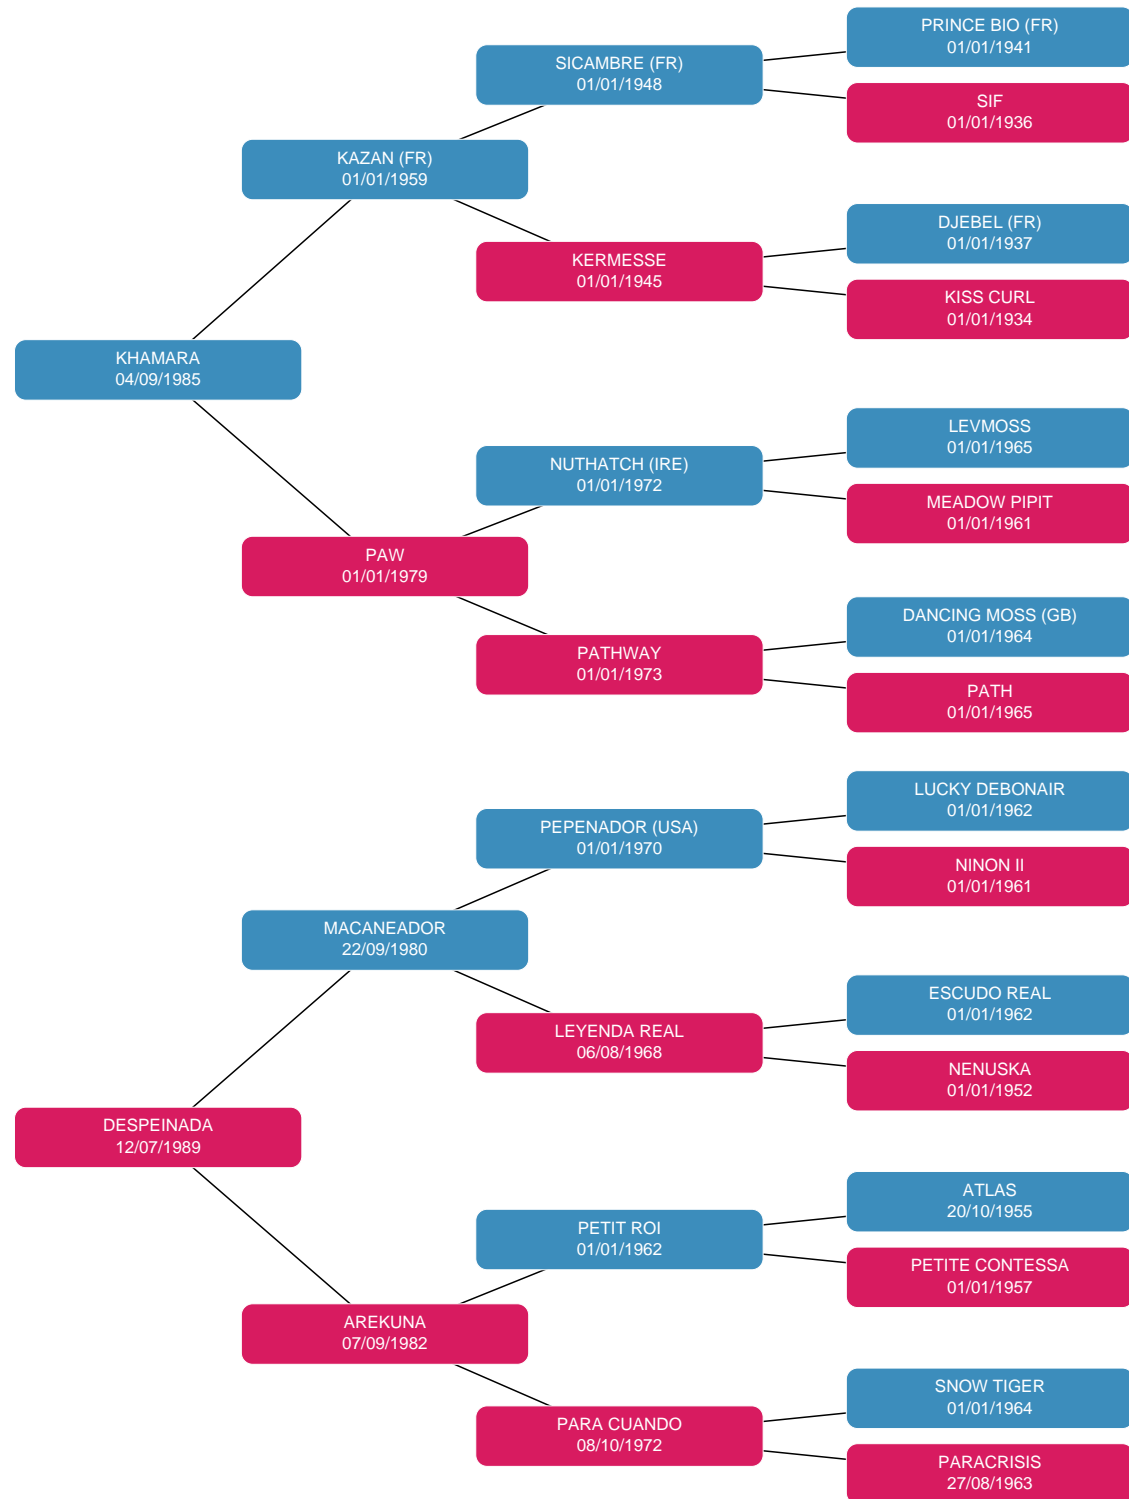 PRINCE BIO (FR)
01/01/1941
SICAMBRE (FR)
01/01/1948
SIF
01/01/1936
KAZAN (FR)
01/01/1959
DJEBEL (FR)
01/01/1937
KERMESSE
01/01/1945
KISS CURL
01/01/1934
KHAMARA
04/09/1985
LEVMOSS
01/01/1965
NUTHATCH (IRE)
01/01/1972
MEADOW PIPIT
01/01/1961
PAW
01/01/1979
DANCING MOSS (GB)
01/01/1964
PATHWAY
01/01/1973
PATH
01/01/1965
LUCKY DEBONAIR
01/01/1962
PEPENADOR (USA)
01/01/1970
NINON II
01/01/1961
MACANEADOR
22/09/1980
ESCUDO REAL
01/01/1962
LEYENDA REAL
06/08/1968
NENUSKA
01/01/1952
DESPEINADA
12/07/1989
ATLAS
20/10/1955
PETIT ROI
01/01/1962
PETITE CONTESSA
01/01/1957
AREKUNA
07/09/1982
SNOW TIGER
01/01/1964
PARA CUANDO
08/10/1972
PARACRISIS
27/08/1963